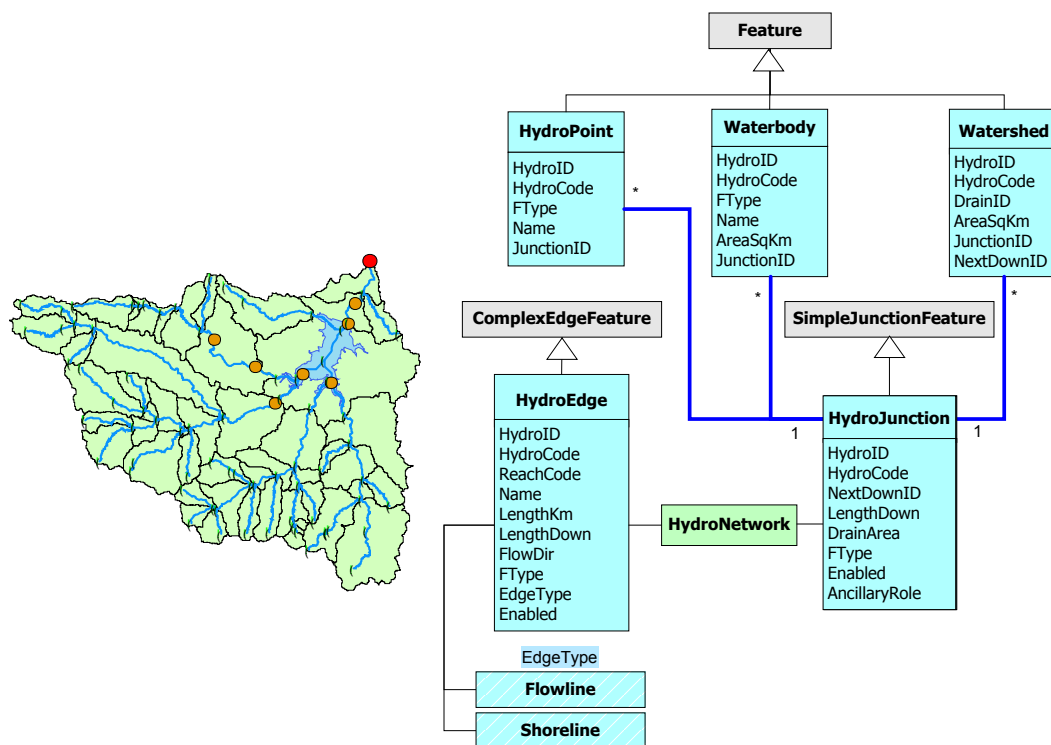 Feature
HydroPoint
HydroID
HydroCode
FType
Name
JunctionID
Waterbody
HydroID
HydroCode
FType
Name
AreaSqKm
JunctionID
Watershed
HydroID
HydroCode
DrainID
AreaSqKm
JunctionID
NextDownID
*
*
*
ComplexEdgeFeature
SimpleJunctionFeature
HydroEdge
HydroID
HydroCode
ReachCode
Name
LengthKm
LengthDown
FlowDir
FType
EdgeType
Enabled
HydroNetwork
1
HydroJunction
HydroID
HydroCode
NextDownID
LengthDown
DrainArea
FType
Enabled
AncillaryRole
1
EdgeType
Flowline
Shoreline